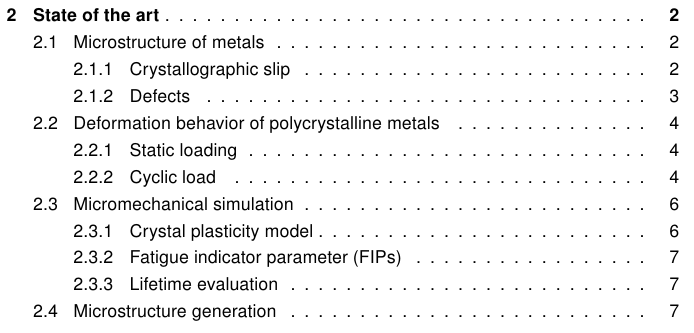 2 State of the art . . . . . . . . . . . . . . . . . . . . . . . . . . . . . . . . . . . 2
2.1 Microstructure of metals . . . . . . . . . . . . . . . . . . . . . . . . . . . 2
2.1.1 Crystallographic slip . . . . . . . . . . . . . . . . . . . . . . . . . 2
2.1.2 Defects . . . . . . . . . . . . . . . . . . . . . . . . . . . . . . . . 3
2.2 Deformation behavior of polycrystalline metals . . . . . . . . . . . . . . 4
2.2.1 Static loading . . . . . . . . . . . . . . . . . . . . . . . . . . . . . 4
2.2.2 Cyclic load . . . . . . . . . . . . . . . . . . . . . . . . . . . . . . 4
2.3 Micromechanical simulation . . . . . . . . . . . . . . . . . . . . . . . . . 6
2.3.1 Crystal plasticity model . . . . . . . . . . . . . . . . . . . . . . . . 6
2.3.2 Fatigue indicator parameter (FIPs) . . . . . . . . . . . . . . . . . 7
2.3.3 Lifetime evaluation . . . . . . . . . . . . . . . . . . . . . . . . . . 7
2.4 Microstructure generation . . . . . . . . . . . . . . . . . . . . . . . . . . 7